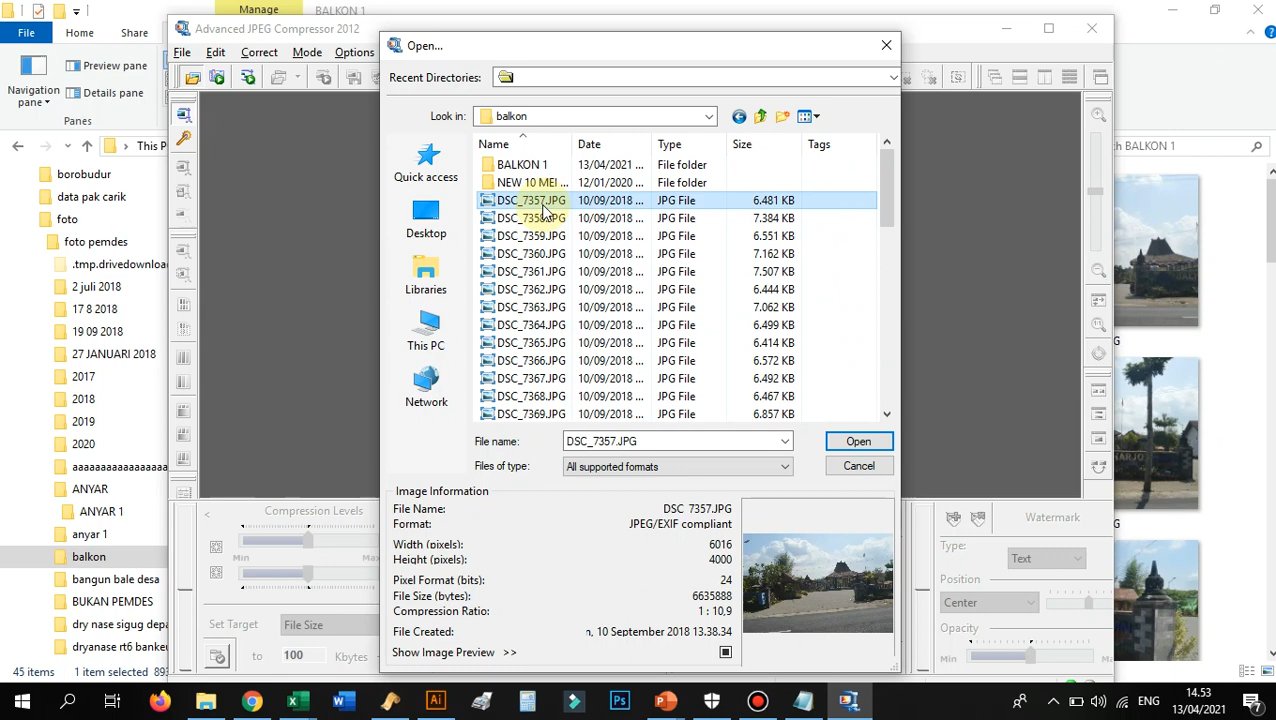 Manage
BALKON 1
File
Home
Share
Navigation
pane
Preview pane
Details pane
Panes
This P
h BALKON 1
borobudur
data pak carik
foto
foto pemdes
.tmp.drivedownloa
2 juli 2018
17 8 2018
19 09 2018
27 JANUARI 2018
2017
2018
2019
2020
aaaaaaaaaaaaaaaaa
ANYAR
ANYAR 1
anyar 1
balkon
bangun bale desa
BUKAN PEMDES
dry nase sigug depa
dryanase rt6 banke
45 items
1 item selected 895
Advanced JPEG Compressor 2012
File
Edit
Correct
Mode
Options
Compression Levels
Min
Max
Min
Max
Set Target
File Size
to
100
Kbytes
Watermark
Type:
Text
Position
Center
Opacity
Min
Max
Open...
Recent Directories:
Look in:
balkon
Quick access
Desktop
Libraries
This PC
Network
Name
Date
Type
Size
Tags
BALKON 1
13/04/2021 ...
File folder
NEW 10 MEI ...
12/01/2020 ...
File folder
DSC_7357.JPG
10/09/2018 ...
JPG File
6.481 KB
DSC_7358.JPG
10/09/2018 ...
JPG File
7.384 KB
DSC_7359.JPG
10/09/2018 ...
JPG File
6.551 KB
DSC_7360.JPG
10/09/2018 ...
JPG File
7.162 KB
DSC_7361.JPG
10/09/2018 ...
JPG File
7.507 KB
DSC_7362.JPG
10/09/2018 ...
JPG File
6.444 KB
DSC_7363.JPG
10/09/2018 ...
JPG File
7.062 KB
DSC_7364.JPG
10/09/2018 ...
JPG File
6.499 KB
DSC_7365.JPG
10/09/2018 ...
JPG File
6.414 KB
DSC_7366.JPG
10/09/2018 ...
JPG File
6.572 KB
DSC_7367.JPG
10/09/2018 ...
JPG File
6.492 KB
DSC_7368.JPG
10/09/2018 ...
JPG File
6.467 KB
DSC_7369.JPG
10/09/2018 ...
JPG File
6.857 KB
File name:
DSC_7357.JPG
Open
Files of type:
All supported formats
Cancel
Image Information
File Name:
DSC 7357.JPG
Format:
JPEG/EXIF compliant
Width (pixels):
6016
Height (pixels):
4000
Pixel Format (bits):
24
File Size (bytes):
6635888
Compression Ratio:
1 : 10,9
File Created:
n, 10 September 2018 13.38.34
Show Image Preview >>
ENG
14.53
13/04/2021